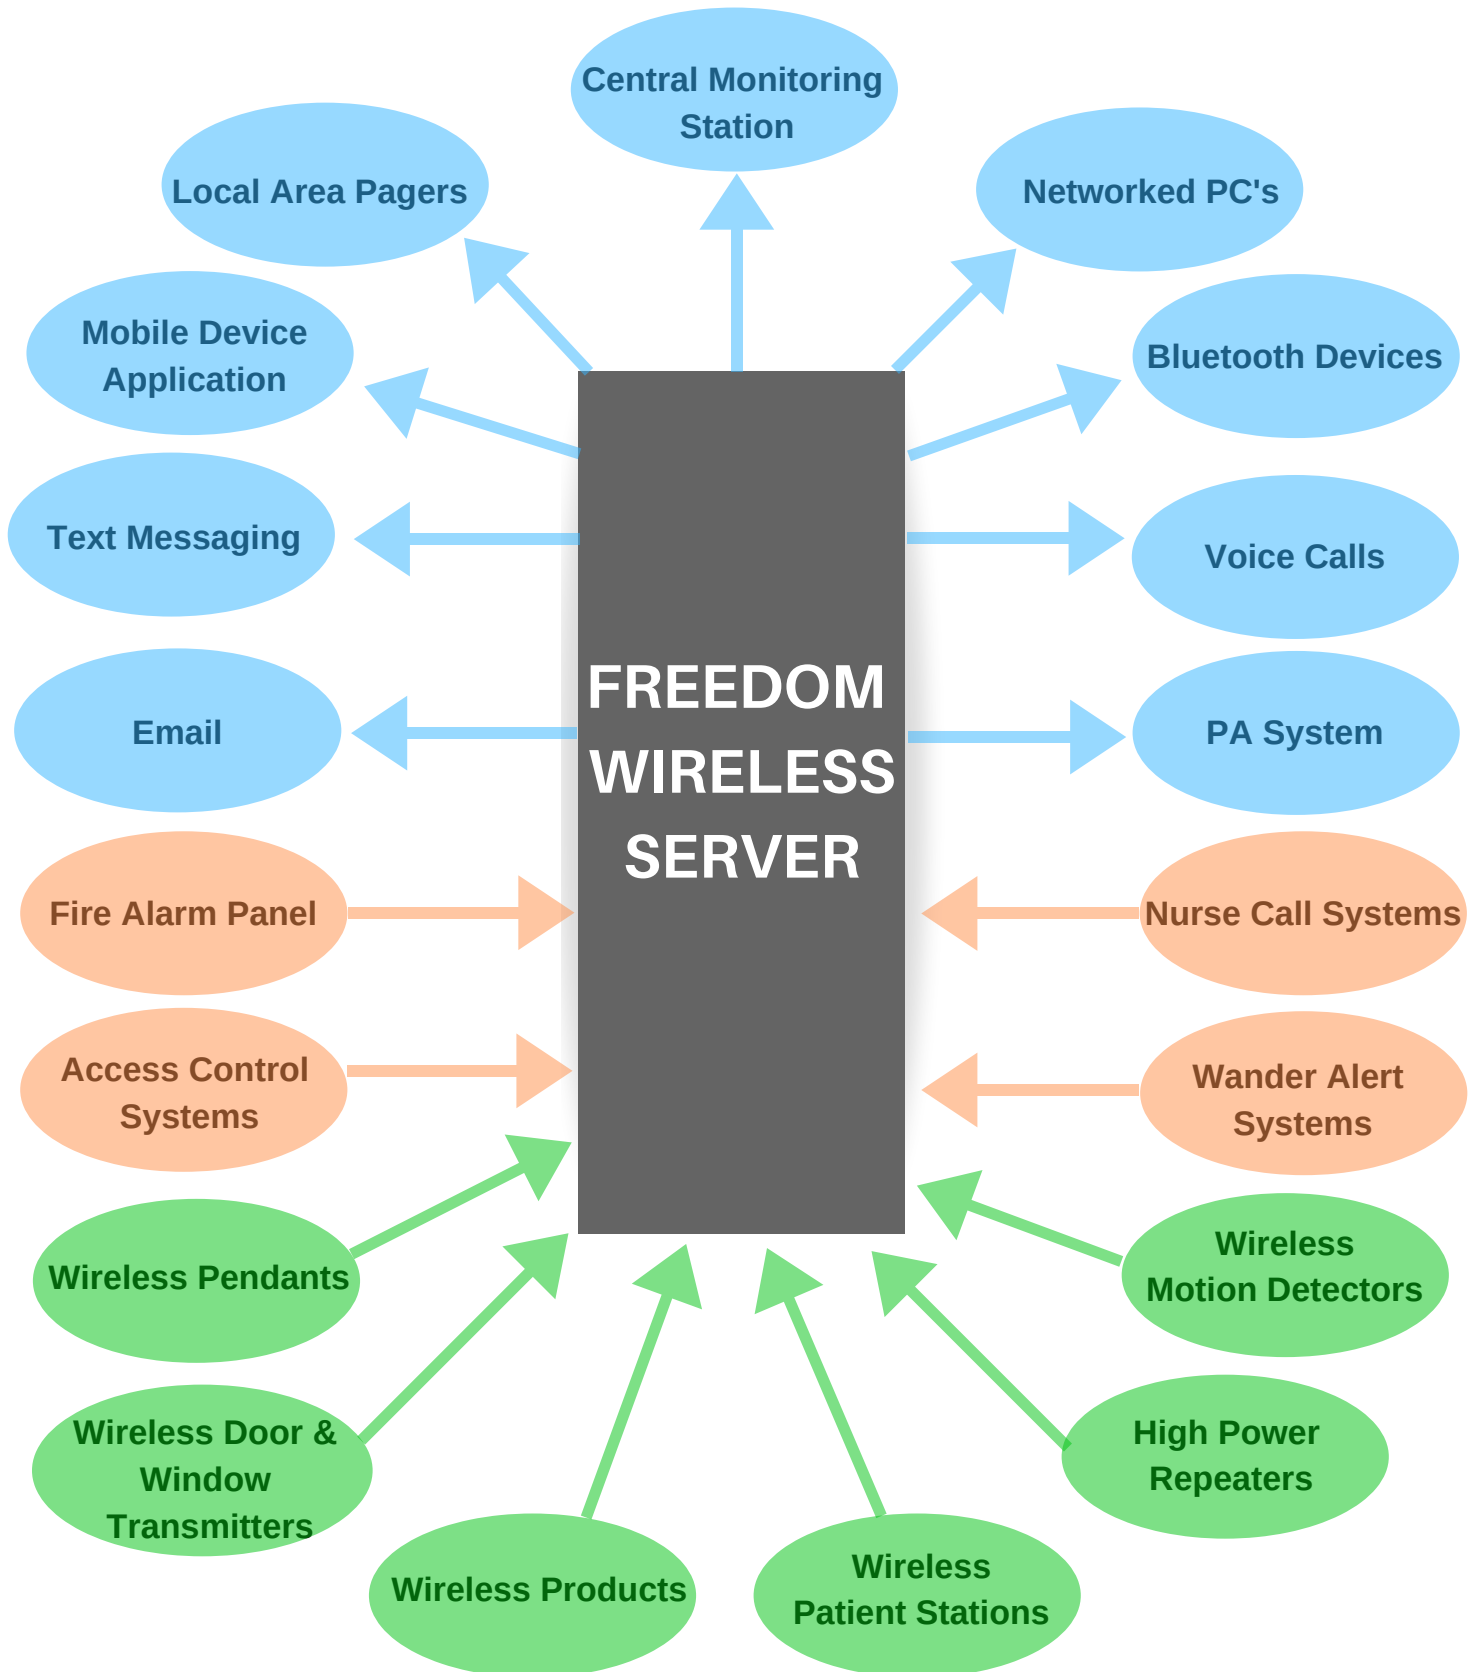 Central Monitoring
Station
Local Area Pagers
Networked PC's
Mobile Device
Application
Bluetooth Devices
Text Messaging
Voice Calls
Email
PA System
FREEDOM
WIRELESS
SERVER
Fire Alarm Panel
Nurse Call Systems
Access Control
Systems
Wander Alert
Systems
Wireless Pendants
Wireless
Motion Detectors
Wireless Door &
Window
Transmitters
High Power
Repeaters
Wireless Products
Wireless
Patient Stations